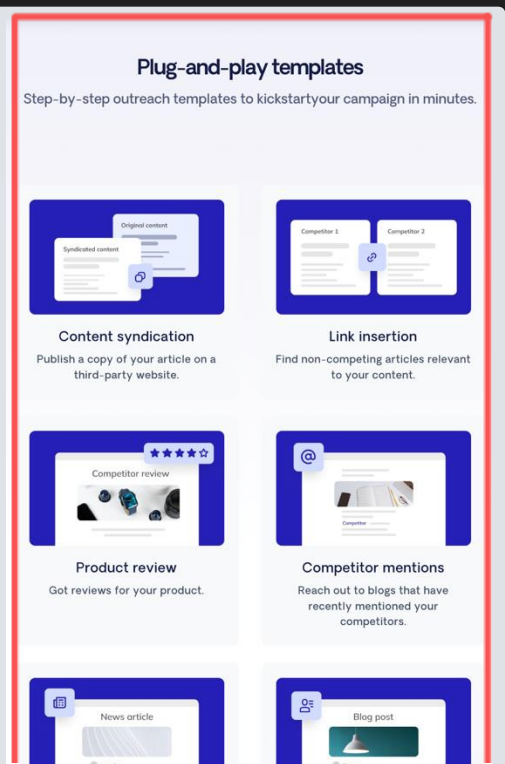 Plug-and-play templates
Step-by-step outreach templates to kickstartyour campaign in minutes.
Original content
Syndicated content
Content syndication
Publish a copy of your article on a
third-party website.
Competitor 1
Competitor 2
Link insertion
Find non-competing articles relevant
to your content.
Competitor review
Product review
Got reviews for your product.
@
Competitor
Competitor mentions
Reach out to blogs that have
recently mentioned your
competitors.
News article
Blog post